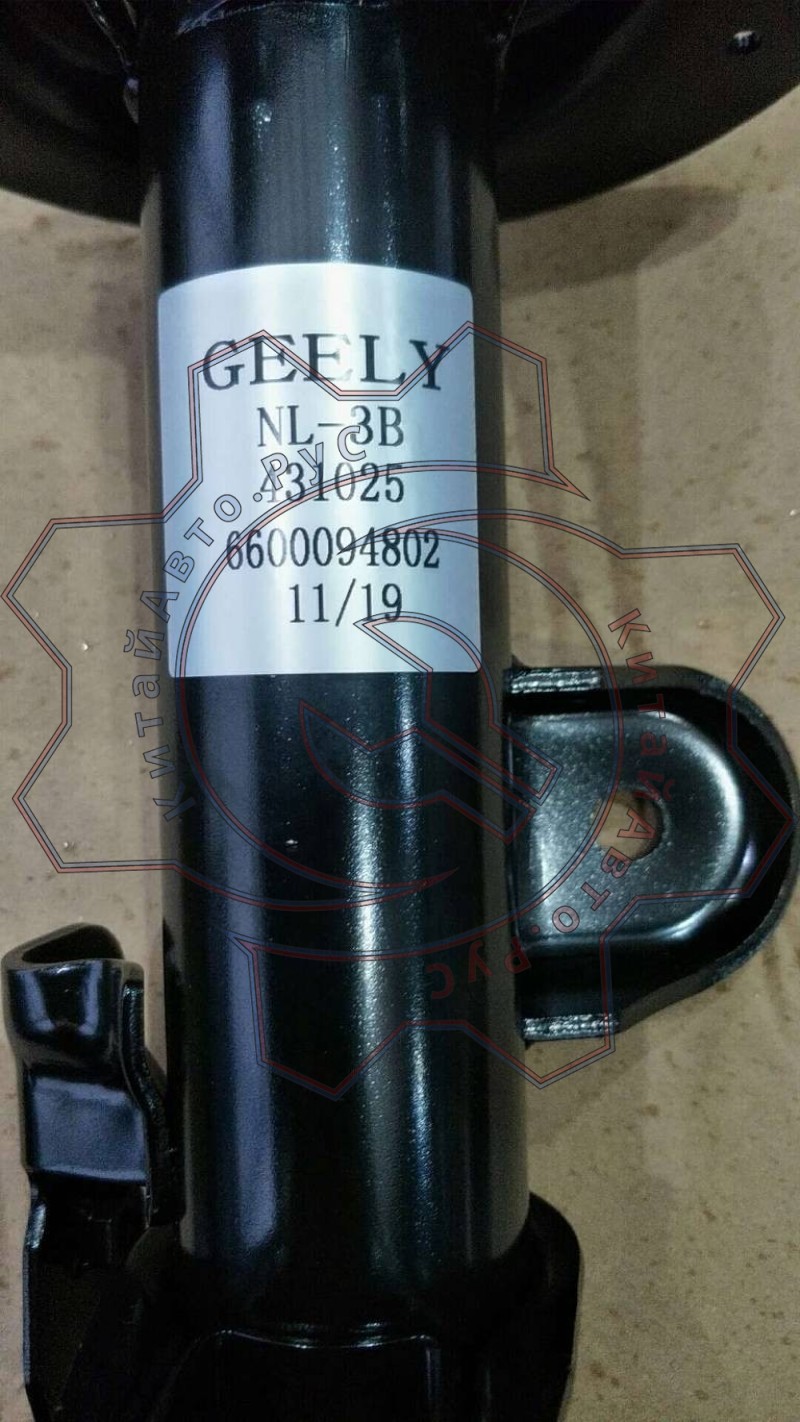 GEELY
NL-3B
431025
6600094802
11/19
КитайАвто.Рус
КитайАвто.Рус